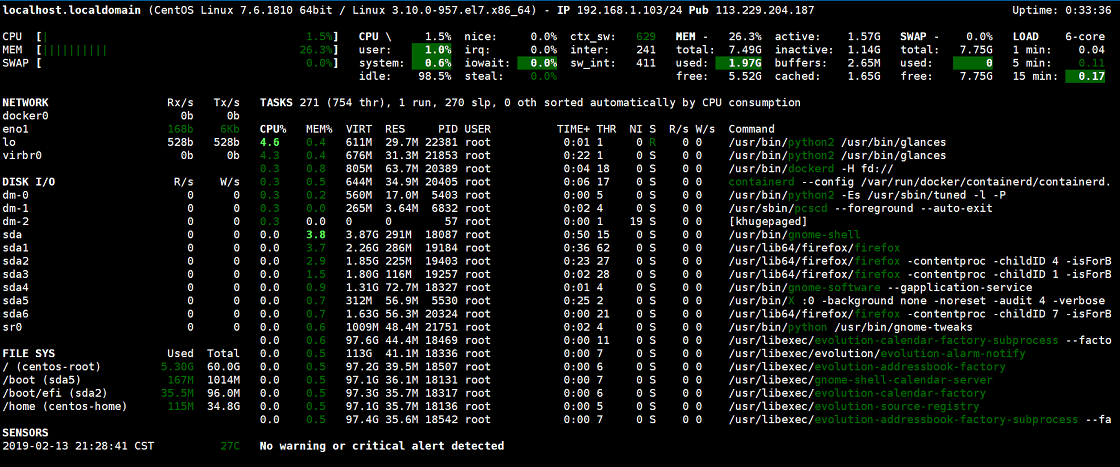 localhost.localdomain (CentOS Linux 7.6.1810 64bit / Linux 3.10.0-957.el7.x86_64) - IP 192.168.1.103/24 Pub 113.229.204.187 Uptime: 0:33:36
CPU [| 1.5%] CPU \ 1.5% nice: 0.0% ctx_sw: 629 MEM - 26.3% active: 1.57G SWAP - 0.0% LOAD 6-core
MEM [|||||||||| 26.3%] user: 1.0% irq: 0.0% inter: 241 total: 7.49G inactive: 1.14G total: 7.75G 1 min: 0.04
SWAP [ 0.0%] system: 0.6% iowait: 0.0% sw_int: 411 used: 1.97G buffers: 2.65M used: 0 5 min: 0.11
idle: 98.5% steal: 0.0% free: 5.52G cached: 1.65G free: 7.75G 15 min: 0.17
NETWORK Rx/s Tx/s TASKS 271 (754 thr), 1 run, 270 slp, 0 oth sorted automatically by CPU consumption
docker0 0b 0b
eno1 168b 6Kb CPU% MEM% VIRT RES PID USER TIME+ THR NI S R/s W/s Command
lo 528b 528b 4.6 0.4 611M 29.7M 22381 root 0:01 1 0 R 0 0 /usr/bin/python2 /usr/bin/glances
virbr0 0b 0b 4.3 0.4 676M 31.3M 21853 root 0:22 1 0 S 0 0 /usr/bin/python2 /usr/bin/glances
0.3 0.8 805M 63.7M 20389 root 0:04 18 0 S 0 0 /usr/bin/dockerd -H fd://
DISK I/O R/s W/s 0.3 0.5 644M 34.9M 20405 root 0:06 17 0 S 0 0 containerd --config /var/run/docker/containerd/containerd.
dm-0 0 0 0.3 0.2 560M 17.0M 5403 root 0:00 5 0 S 0 0 /usr/bin/python2 -Es /usr/sbin/tuned -l -P
dm-1 0 0 0.3 0.0 265M 3.64M 6832 root 0:02 4 0 S 0 0 /usr/sbin/pcscd --foreground --auto-exit
dm-2 0 0 0.3 0.0 0 0 57 root 0:00 1 19 S 0 0 [khugepaged]
sda 0 0 0.0 3.8 3.87G 291M 18087 root 0:50 15 0 S 0 0 /usr/bin/gnome-shell
sda1 0 0 0.0 3.7 2.26G 286M 19184 root 0:36 62 0 S 0 0 /usr/lib64/firefox/firefox
sda2 0 0 0.0 2.9 1.85G 225M 19403 root 0:23 27 0 S 0 0 /usr/lib64/firefox/firefox -contentproc -childID 4 -isForB
sda3 0 0 0.0 1.5 1.80G 116M 19257 root 0:02 28 0 S 0 0 /usr/lib64/firefox/firefox -contentproc -childID 1 -isForB
sda4 0 0 0.0 0.9 1.31G 72.7M 18327 root 0:01 4 0 S 0 0 /usr/bin/gnome-software --gapplication-service
sda5 0 0 0.0 0.7 312M 56.9M 5530 root 0:25 2 0 S 0 0 /usr/bin/X :0 -background none -noreset -audit 4 -verbose
sda6 0 0 0.0 0.7 1.63G 56.3M 20324 root 0:00 21 0 S 0 0 /usr/lib64/firefox/firefox -contentproc -childID 7 -isForB
sr0 0 0 0.0 0.6 1009M 48.4M 21751 root 0:02 4 0 S 0 0 /usr/bin/python /usr/bin/gnome-tweaks
0.0 0.6 97.6G 44.4M 18469 root 0:00 11 0 S 0 0 /usr/libexec/evolution-calendar-factory-subprocess --facto
FILE SYS Used Total 0.0 0.5 113G 41.1M 18336 root 0:00 7 0 S 0 0 /usr/libexec/evolution/evolution-alarm-notify
/ (centos-root) 5.30G 60.0G 0.0 0.5 97.2G 39.5M 18507 root 0:00 6 0 S 0 0 /usr/libexec/evolution-addressbook-factory
/boot (sda5) 167M 1014M 0.0 0.5 97.1G 36.1M 18131 root 0:00 7 0 S 0 0 /usr/libexec/gnome-shell-calendar-server
/boot/efi (sda2) 35.5M 96.0M 0.0 0.5 97.3G 35.7M 18317 root 0:00 6 0 S 0 0 /usr/libexec/evolution-calendar-factory
/home (centos-home) 115M 34.8G 0.0 0.5 97.1G 35.7M 18136 root 0:00 5 0 S 0 0 /usr/libexec/evolution-source-registry
0.0 0.5 97.4G 35.6M 18542 root 0:00 7 0 S 0 0 /usr/libexec/evolution-addressbook-factory-subprocess --fa
SENSORS
2019-02-13 21:28:41 CST 27C No warning or critical alert detected